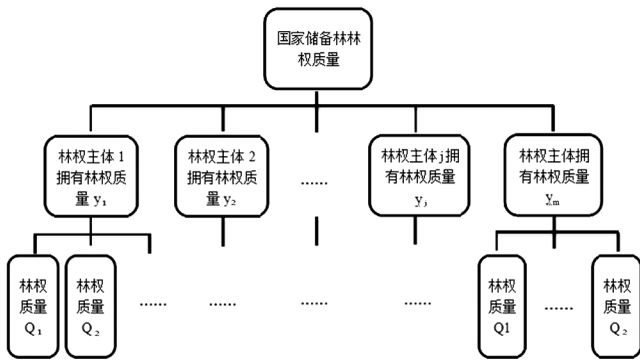 国家储备林林
权质量
林权主体 1
拥有林权质
量 y₁
林权主体 2
拥有林权质
量 y₂
......
林权主体 j 拥
有林权质量
yⱼ
林权主体拥
有林权质量
yₘ
林权
质量
Q₁
林权
质量
Q₂
......
......
......
......
林权
质量
Q1
......
林权
质量
Q₂